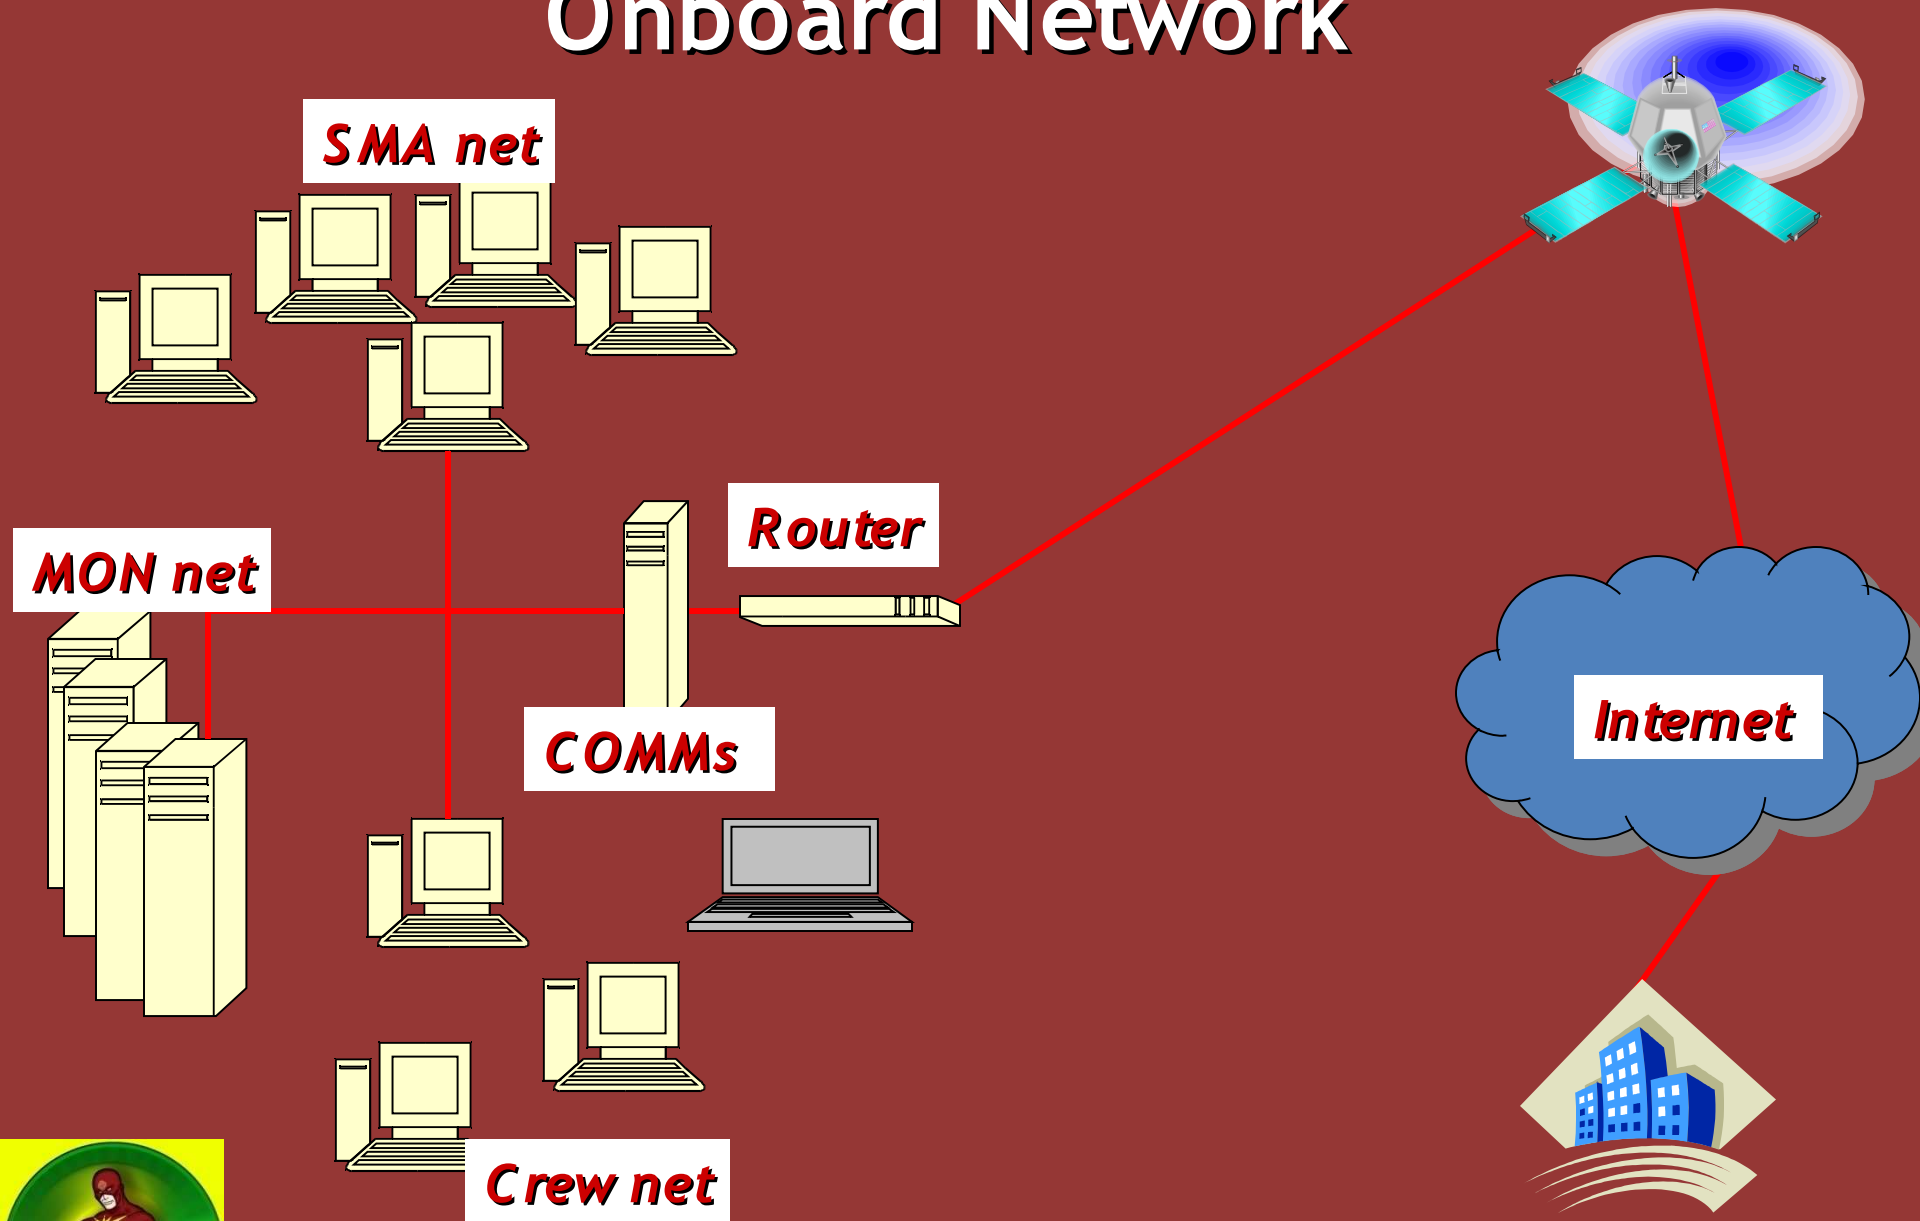 Onboard Network
SMA net
Router
MON net
COMMs
Internet
Crew net